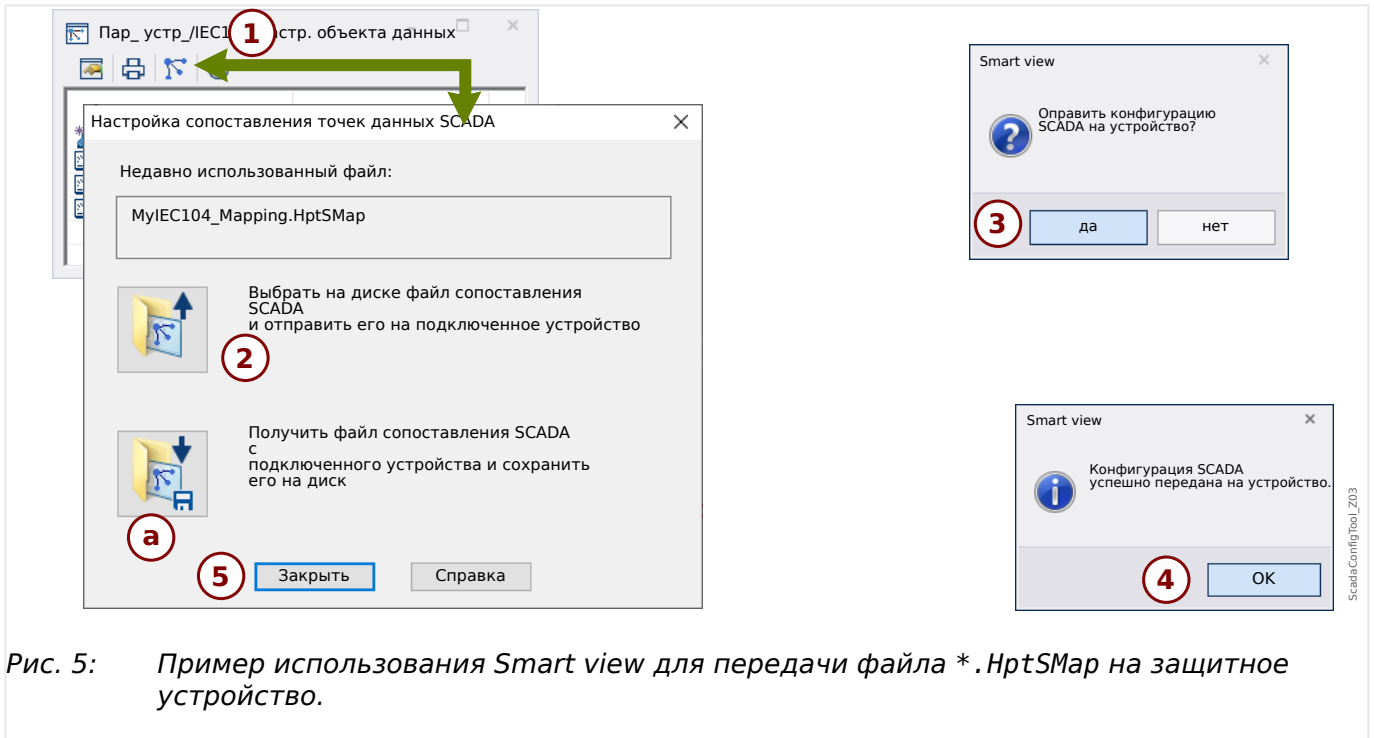 Пар_ устр_/IEC1 стр. объекта данных
1
Настройка сопоставления точек данных SCADA
Недавно использованный файл:
MyIEC104_Mapping.HptSMap
Выбрать на диске файл сопоставления
SCADA
и отправить его на подключенное устройство
2
Получить файл сопоставления SCADA
с
подключенного устройства и сохранить
его на диск
a
5
Закрыть
Справка
Smart view
Оправить конфигурацию
SCADA на устройство?
3
да
нет
Smart view
Конфигурация SCADA
успешно передана на устройство.
4
OK
ScadaConfigTool_Z03
Рис. 5: Пример использования Smart view для передачи файла *.HptSMap на защитное
устройство.